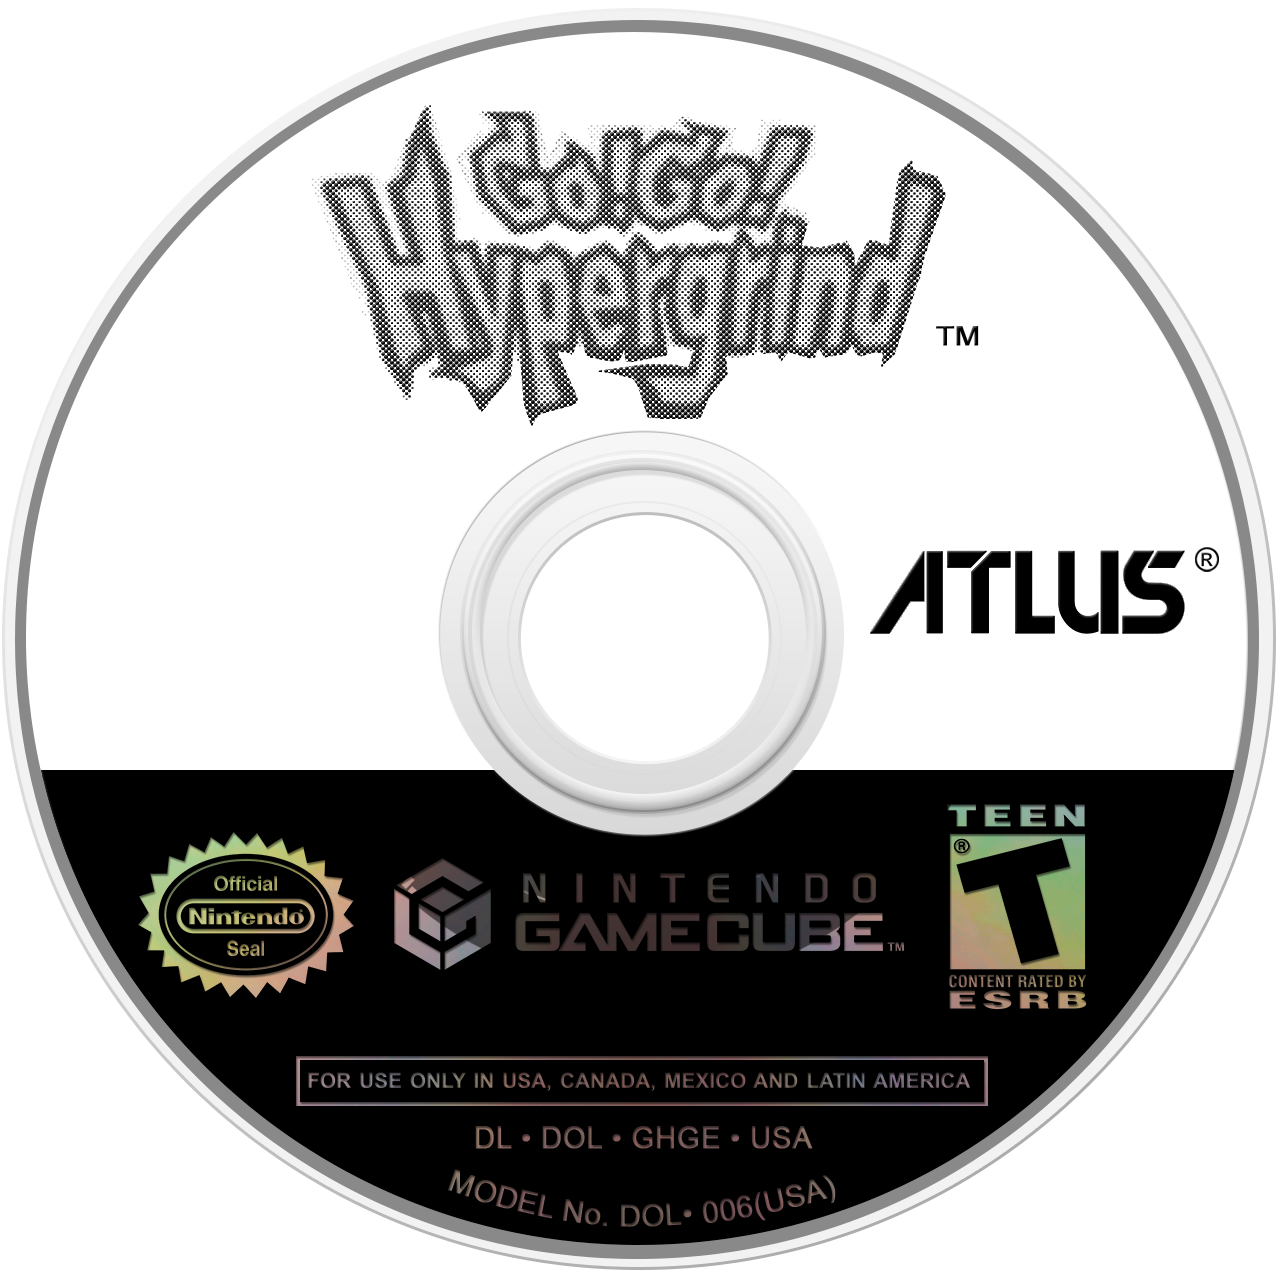 Go! Go!
Hypergrind
TM
ATLUS®
TEEN
® T
CONTENT RATED BY
ESRB
Official
Nintendo®
Seal
NINTENDO
GAMECUBE™
FOR USE ONLY IN USA, CANADA, MEXICO AND LATIN AMERICA
DL • DOL • GHGE • USA
MODEL No. DOL• 006(USA)